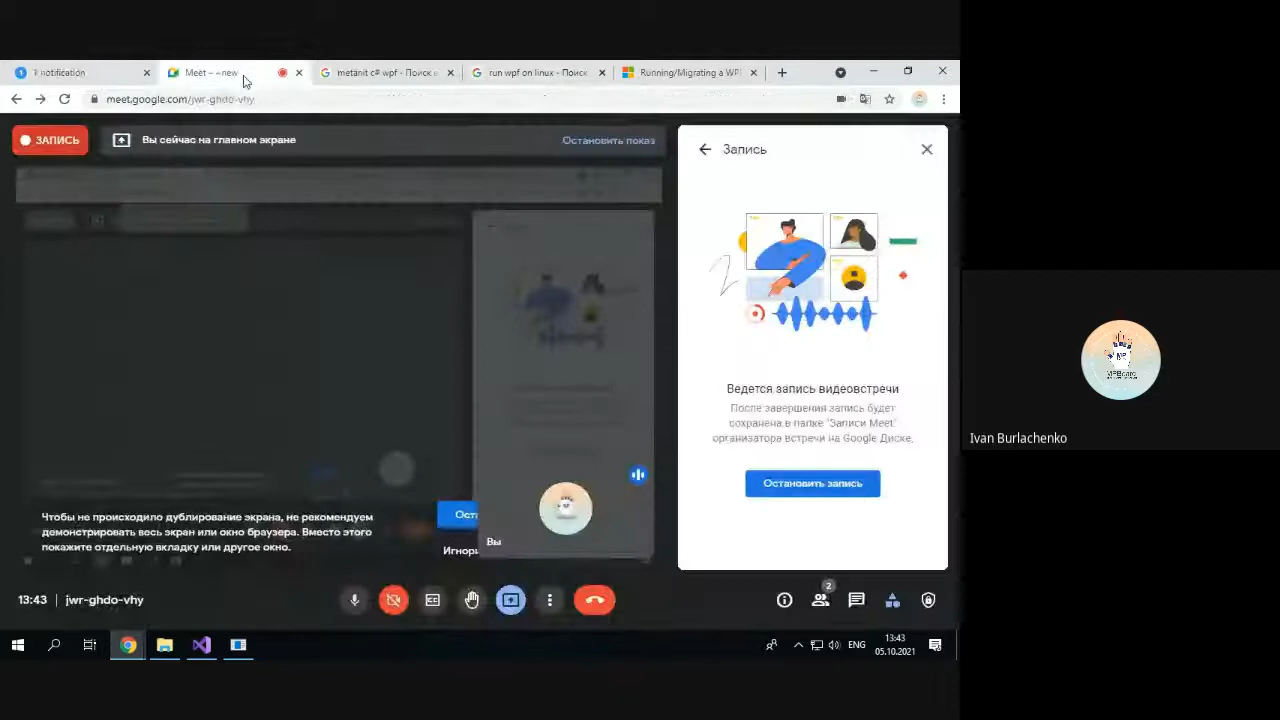 1 notification
Meet – –new
metanit c# wpf - Поиск в
run wpf on linux - Поиск
Running/Migrating a WPF
meet.google.com/jwr-ghdo-vhy
ЗАПИСЬ
Вы сейчас на главном экране
Остановить показ
Запись
Ведется запись видеовстречи
После завершения запись будет
сохранена в папке "Записи Meet"
организатора встречи на Google Диске.
Остановить запись
Чтобы не происходило дублирование экрана, не рекомендуем
демонстрировать весь экран или окно браузера. Вместо этого
покажите отдельную вкладку или другое окно.
Ост
Игнори
Вы
13:43 | jwr-ghdo-vhy
2
ENG
13:43
05.10.2021
Ivan Burlachenko